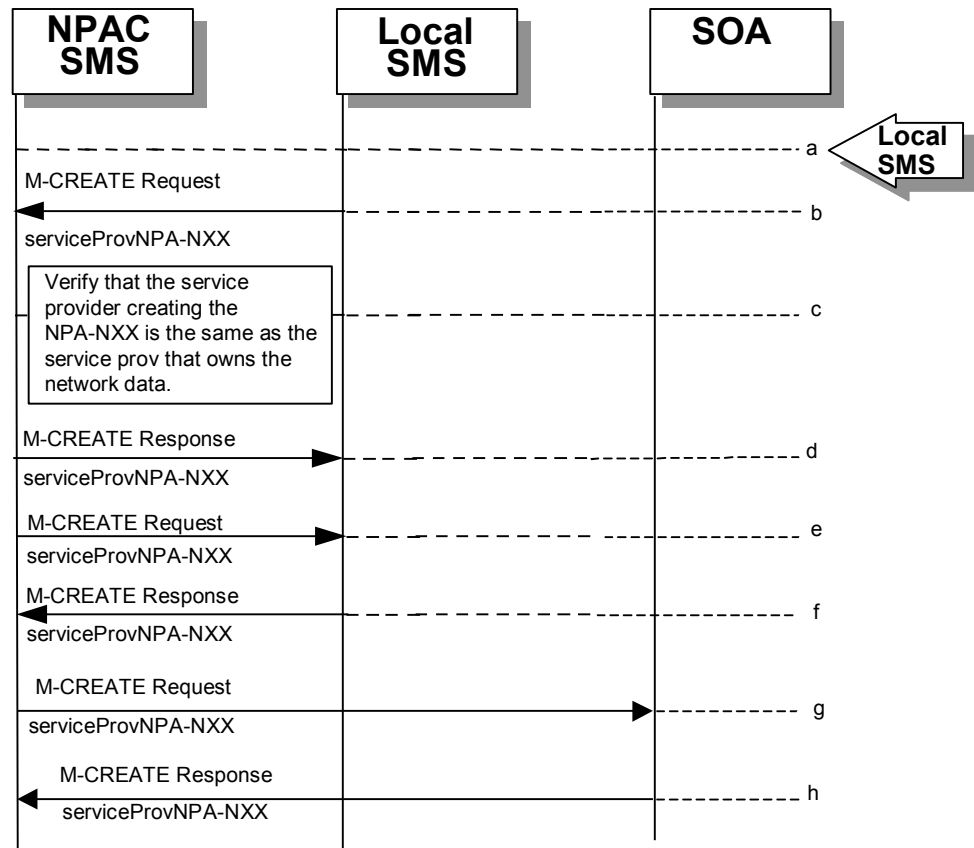 NPAC
SMS
Local
SMS
SOA
a
Local
SMS
M-CREATE Request
b
serviceProvNPA-NXX
Verify that the service
provider creating the
NPA-NXX is the same as the
service prov that owns the
network data.
c
M-CREATE Response
d
serviceProvNPA-NXX
M-CREATE Request
e
serviceProvNPA-NXX
M-CREATE Response
f
serviceProvNPA-NXX
M-CREATE Request
g
serviceProvNPA-NXX
M-CREATE Response
h
serviceProvNPA-NXX